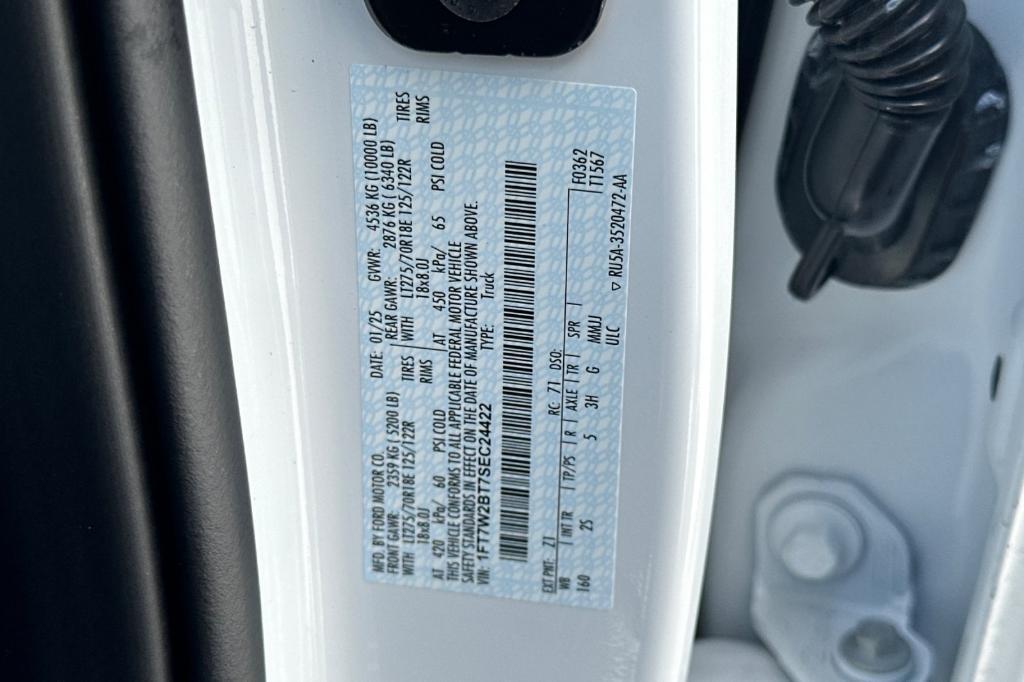 MFD. BY FORD MOTOR CO. DATE: 01/25 GVWR: 4536 KG (10000 LB)
FRONT GAWR: 2359 KG ( 5200 LB) REAR GAWR: 2876 KG ( 6340 LB)
WITH LT275/70R18E 125/122R TIRES WITH LT275/70R18E 125/122R TIRES
18x8.0J RIMS 18x8.0J RIMS
AT 420 kPa/ 60 PSI COLD AT 450 kPa/ 65 PSI COLD
THIS VEHICLE CONFORMS TO ALL APPLICABLE FEDERAL MOTOR VEHICLE
SAFETY STANDARDS IN EFFECT ON THE DATE OF MANUFACTURE SHOWN ABOVE.
VIN: 1FT7W2BT7SEC24422 TYPE: Truck
EXT PNT: Z1 RC: 71 DSO: F0362
WB INT TR TP/PS R AXLE TR SPR T1567
160 2S 5 3H G MMJJ
ULC
▽ RU5A-3520472-AA